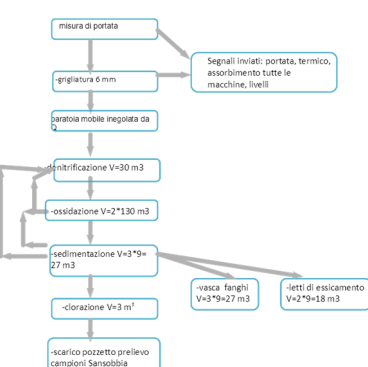 misura di portata
Segnali inviati: portata, termico,
assorbimento tutte le
macchine, livelli
-grigliatura 6 mm
paratoia mobile inegolata da
Q
-denitrificazione V=30 m3
-ossidazione V=2*130 m3
-sedimentazione V=3*9=
27 m3
-vasca fanghi
V=3*9=27 m3
-letti di essicamento
V=2*9=18 m3
-clorazione V=3 m³
-scarico pozzetto prelievo
campioni Sansobbia